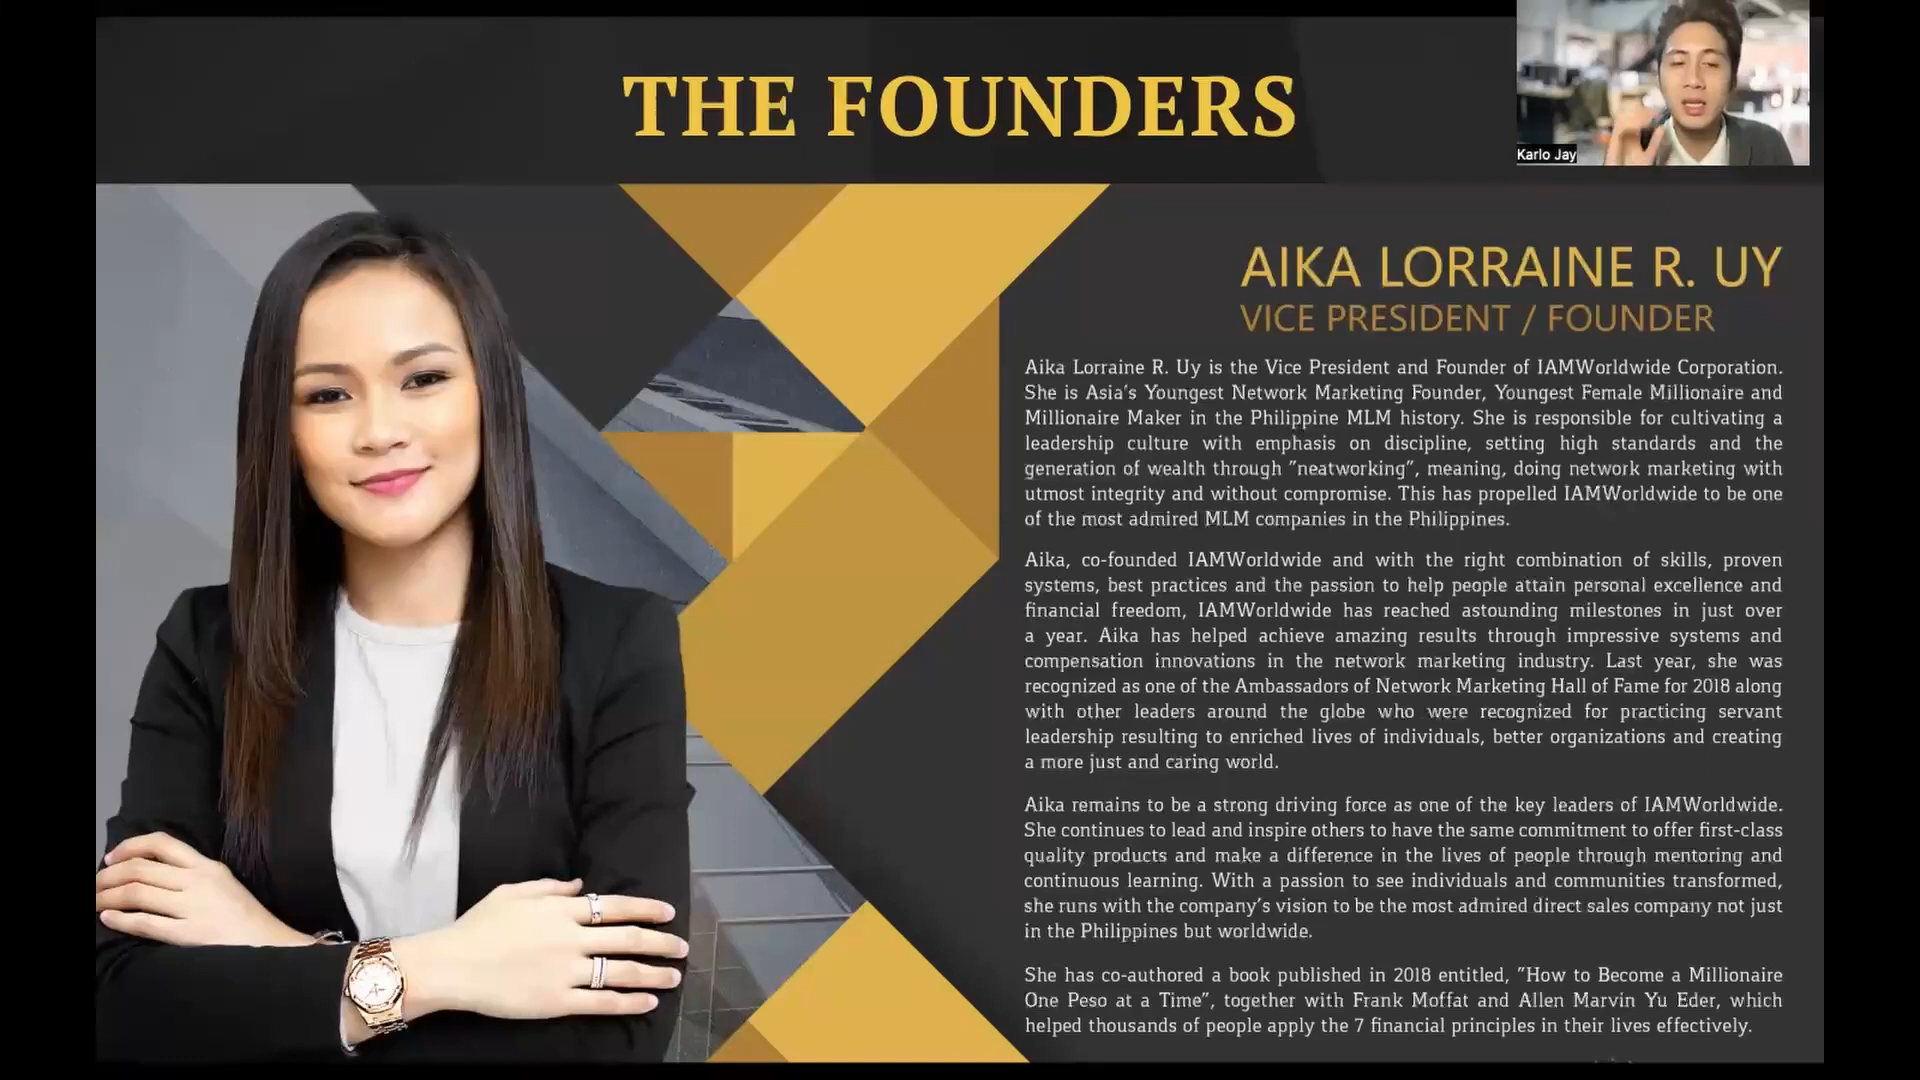 THE FOUNDERS
Karlo Jay
AIKA LORRAINE R. UY
VICE PRESIDENT / FOUNDER
Aika Lorraine R. Uy is the Vice President and Founder of IAMWorldwide Corporation.
She is Asia's Youngest Network Marketing Founder, Youngest Female Millionaire and
Millionaire Maker in the Philippine MLM history. She is responsible for cultivating a
leadership culture with emphasis on discipline, setting high standards and the
generation of wealth through "neatworking", meaning, doing network marketing with
utmost integrity and without compromise. This has propelled IAMWorldwide to be one
of the most admired MLM companies in the Philippines.
Aika, co-founded IAMWorldwide and with the right combination of skills, proven
systems, best practices and the passion to help people attain personal excellence and
financial freedom, IAMWorldwide has reached astounding milestones in just over
a year. Aika has helped achieve amazing results through impressive systems and
compensation innovations in the network marketing industry. Last year, she was
recognized as one of the Ambassadors of Network Marketing Hall of Fame for 2018 along
with other leaders around the globe who were recognized for practicing servant
leadership resulting to enriched lives of individuals, better organizations and creating
a more just and caring world.
Aika remains to be a strong driving force as one of the key leaders of IAMWorldwide.
She continues to lead and inspire others to have the same commitment to offer first-class
quality products and make a difference in the lives of people through mentoring and
continuous learning. With a passion to see individuals and communities transformed,
she runs with the company's vision to be the most admired direct sales company not just
in the Philippines but worldwide.
She has co-authored a book published in 2018 entitled, "How to Become a Millionaire
One Peso at a Time", together with Frank Moffat and Allen Marvin Yu Eder, which
helped thousands of people apply the 7 financial principles in their lives effectively.